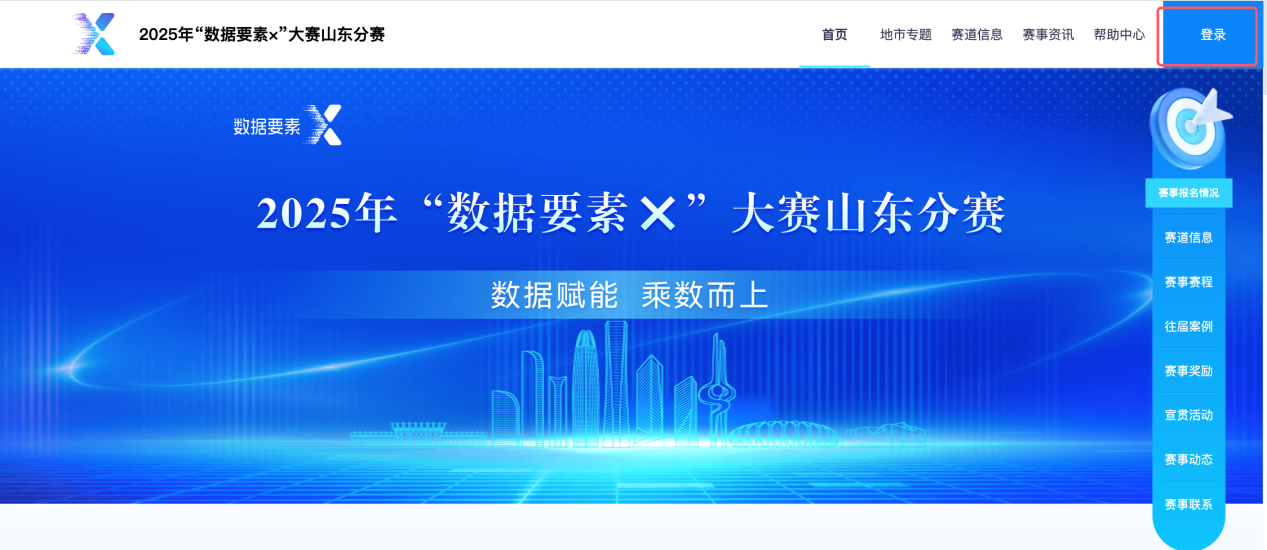 2025年“数据要素×”大赛山东分赛
首页 地市专题 赛道信息 赛事资讯 帮助中心 登录
数据要素
2025年“数据要素×”大赛山东分赛
数据赋能 乘数而上
赛事报名情况
赛道信息
赛事赛程
往届案例
赛事奖励
宣贯活动
赛事动态
赛事联系